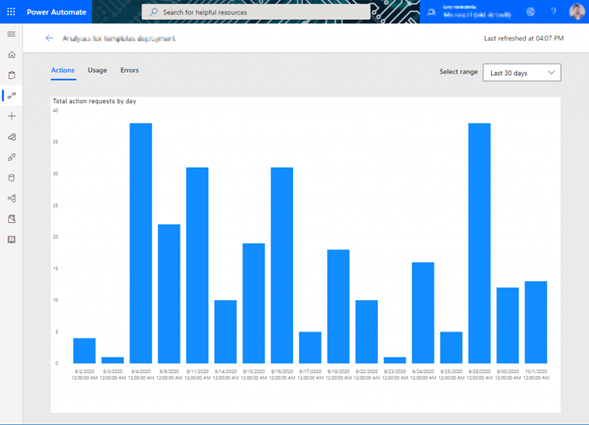 Power Automate
Search for helpful resources
Environments
Last refreshed at 04:07 PM
Actions
Usage
Errors
Select range
Last 30 days
Total action requests by day
40
35
30
25
20
15
10
5
0
9/2/2020 9/3/2020 9/4/2020 9/9/2020 9/11/2020 9/14/2020 9/15/2020 9/16/2020 9/17/2020 9/18/2020 9/22/2020 9/23/2020 9/24/2020 9/25/2020 9/28/2020 9/30/2020 10/1/2020
12:00:00 AM 12:00:00 AM 12:00:00 AM 12:00:00 AM 12:00:00 AM 12:00:00 AM 12:00:00 AM 12:00:00 AM 12:00:00 AM 12:00:00 AM 12:00:00 AM 12:00:00 AM 12:00:00 AM 12:00:00 AM 12:00:00 AM 12:00:00 AM 12:00:00 AM